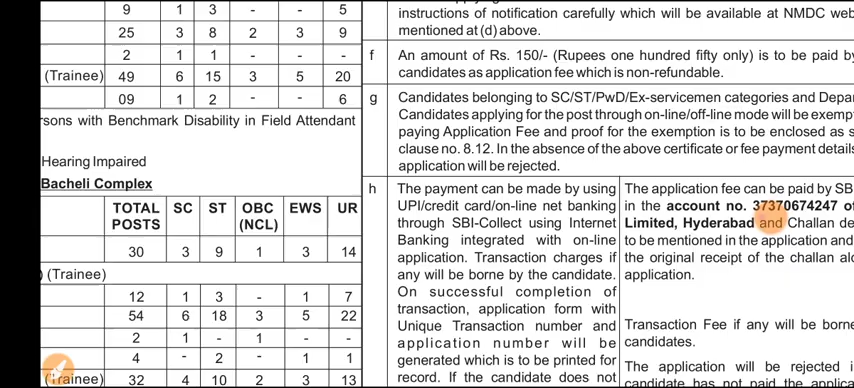 9 1 3 - - 5
25 3 8 2 3 9
2 1 1 - - -
(Trainee) 49 6 15 3 5 20
09 1 2 - - 6
rsons with Benchmark Disability in Field Attendant
Hearing Impaired
Bacheli Complex
TOTAL POSTS SC ST OBC (NCL) EWS UR
30 3 9 1 3 14
) (Trainee)
12 1 3 - 1 7
54 6 18 3 5 22
2 1 - 1 - -
4 - 2 - 1 1
(Trainee) 32 4 10 2 3 13
instructions of notification carefully which will be available at NMDC web
mentioned at (d) above.
f An amount of Rs. 150/- (Rupees one hundred fifty only) is to be paid by
candidates as application fee which is non-refundable.
g Candidates belonging to SC/ST/PwD/Ex-servicemen categories and Depar
Candidates applying for the post through on-line/off-line mode will be exemp
paying Application Fee and proof for the exemption is to be enclosed as s
clause no. 8.12. In the absence of the above certificate or fee payment details
application will be rejected.
h The payment can be made by using
UPI/credit card/on-line net banking
through SBI-Collect using Internet
Banking integrated with on-line
application. Transaction charges if
any will be borne by the candidate.
On successful completion of
transaction, application form with
Unique Transaction number and
application number will be
generated which is to be printed for
record. If the candidate does not
The application fee can be paid by SB
in the account no. 37370674247 of
Limited, Hyderabad and Challan de
to be mentioned in the application and
the original receipt of the challan alo
application.
Transaction Fee if any will be borne
candidates.
The application will be rejected i
candidate has not paid the applica